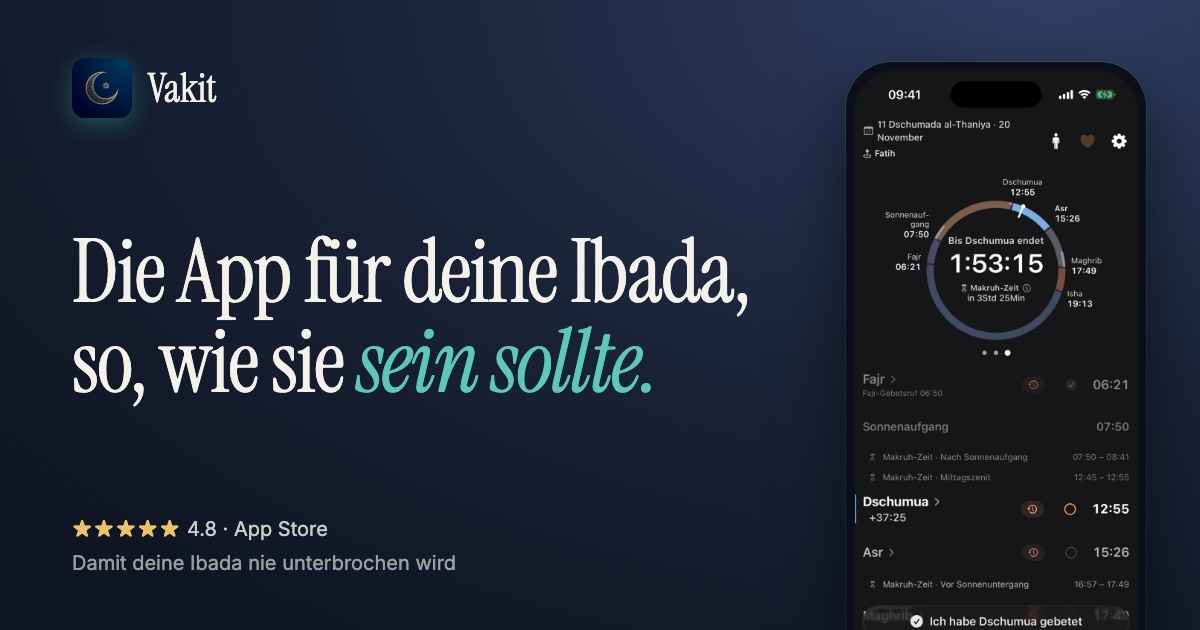 Vakit
Die App für deine Ibada,
so, wie sie sein sollte.
4.8 · App Store
Damit deine Ibada nie unterbrochen wird
09:41
11 Dschumada al-Thaniya · 20
November
Fatih
Dschumua
12:55
Asr
15:26
Sonnenauf-
gang
07:50
Bis Dschumua endet
Fajr
06:21
1:53:15
Maghrib
17:49
Makruh-Zeit
in 3Std 25Min
Isha
19:13
Fajr 06:21
Fajr-Gebetsruf 06:50
Sonnenaufgang 07:50
Makruh-Zeit · Nach Sonnenaufgang 07:50 – 08:41
Makruh-Zeit · Mittagszenit 12:45 – 12:55
Dschumua 12:55
+37:25
Asr 15:26
Makruh-Zeit · Vor Sonnenuntergang 16:57 – 17:49
Maghrib 17:49
Ich habe Dschumua gebetet